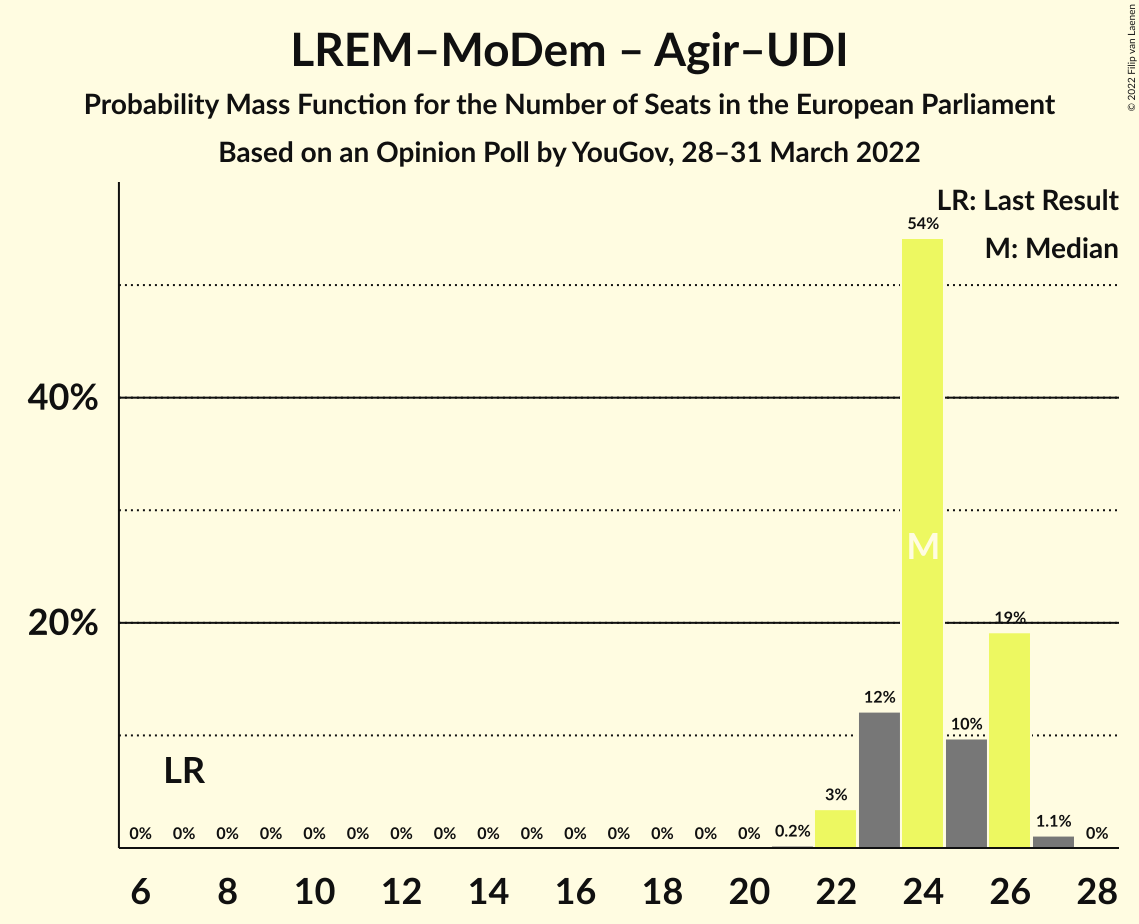 LREM–MoDem – Agir–UDI
Probability Mass Function for the Number of Seats in the European Parliament
Based on an Opinion Poll by YouGov, 28–31 March 2022
© 2022 Filip van Laenen
LR: Last Result
M: Median
54%
40%
M
20%
19%
12%
10%
LR
3%
1.1%
0% 0% 0% 0% 0% 0% 0% 0% 0% 0% 0% 0% 0% 0% 0% 0.2% 0%
6 8 10 12 14 16 18 20 22 24 26 28